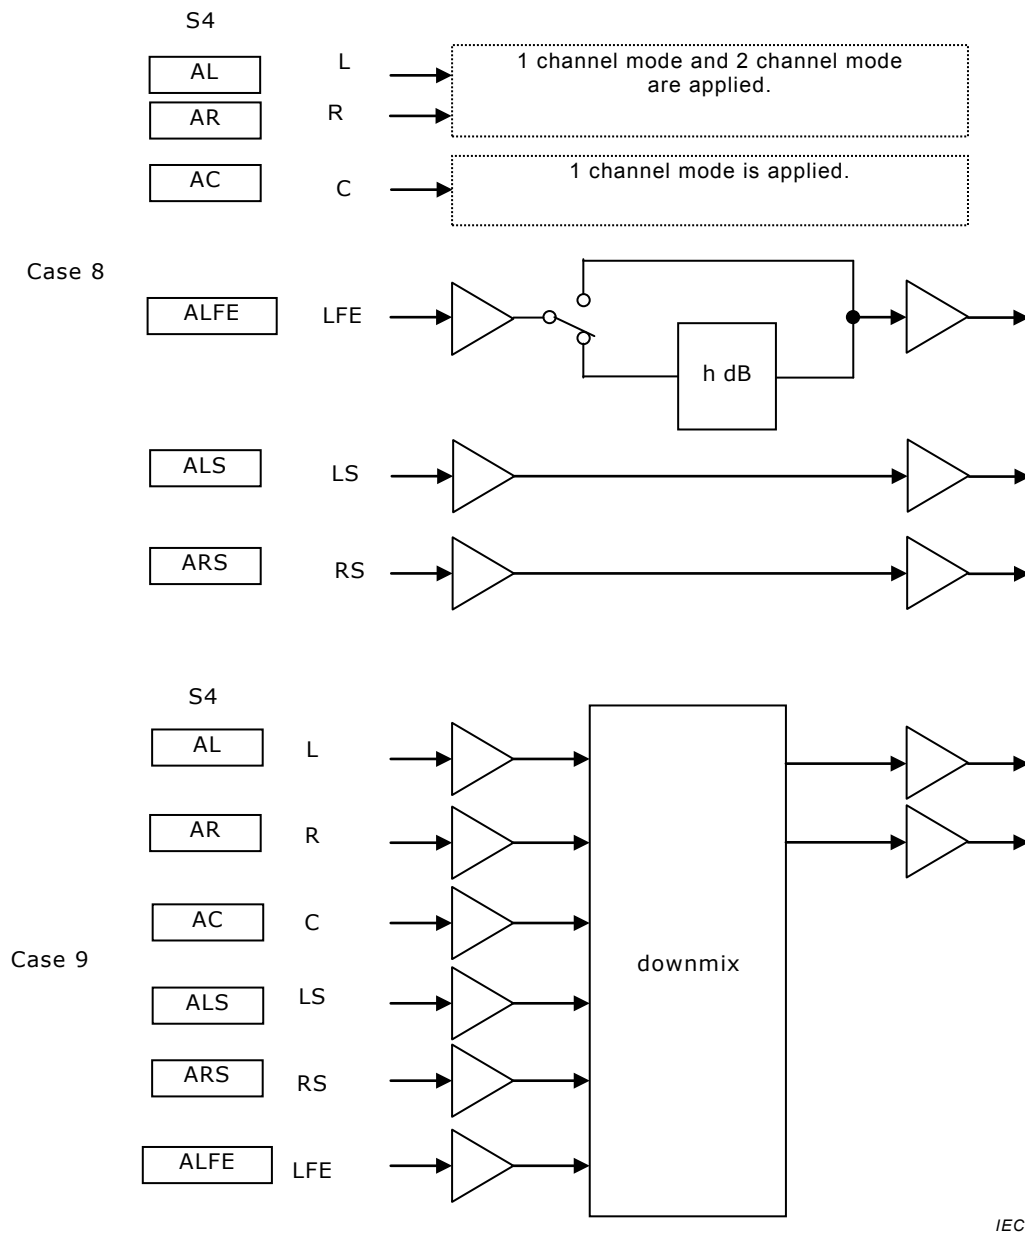 S4
AL
L
1 channel mode and 2 channel mode
are applied.
AR
R
AC
C
1 channel mode is applied.
Case 8
ALFE
LFE
h dB
ALS
LS
ARS
RS
S4
AL
L
AR
R
AC
C
Case 9
downmix
ALS
LS
ARS
RS
ALFE
LFE
IEC